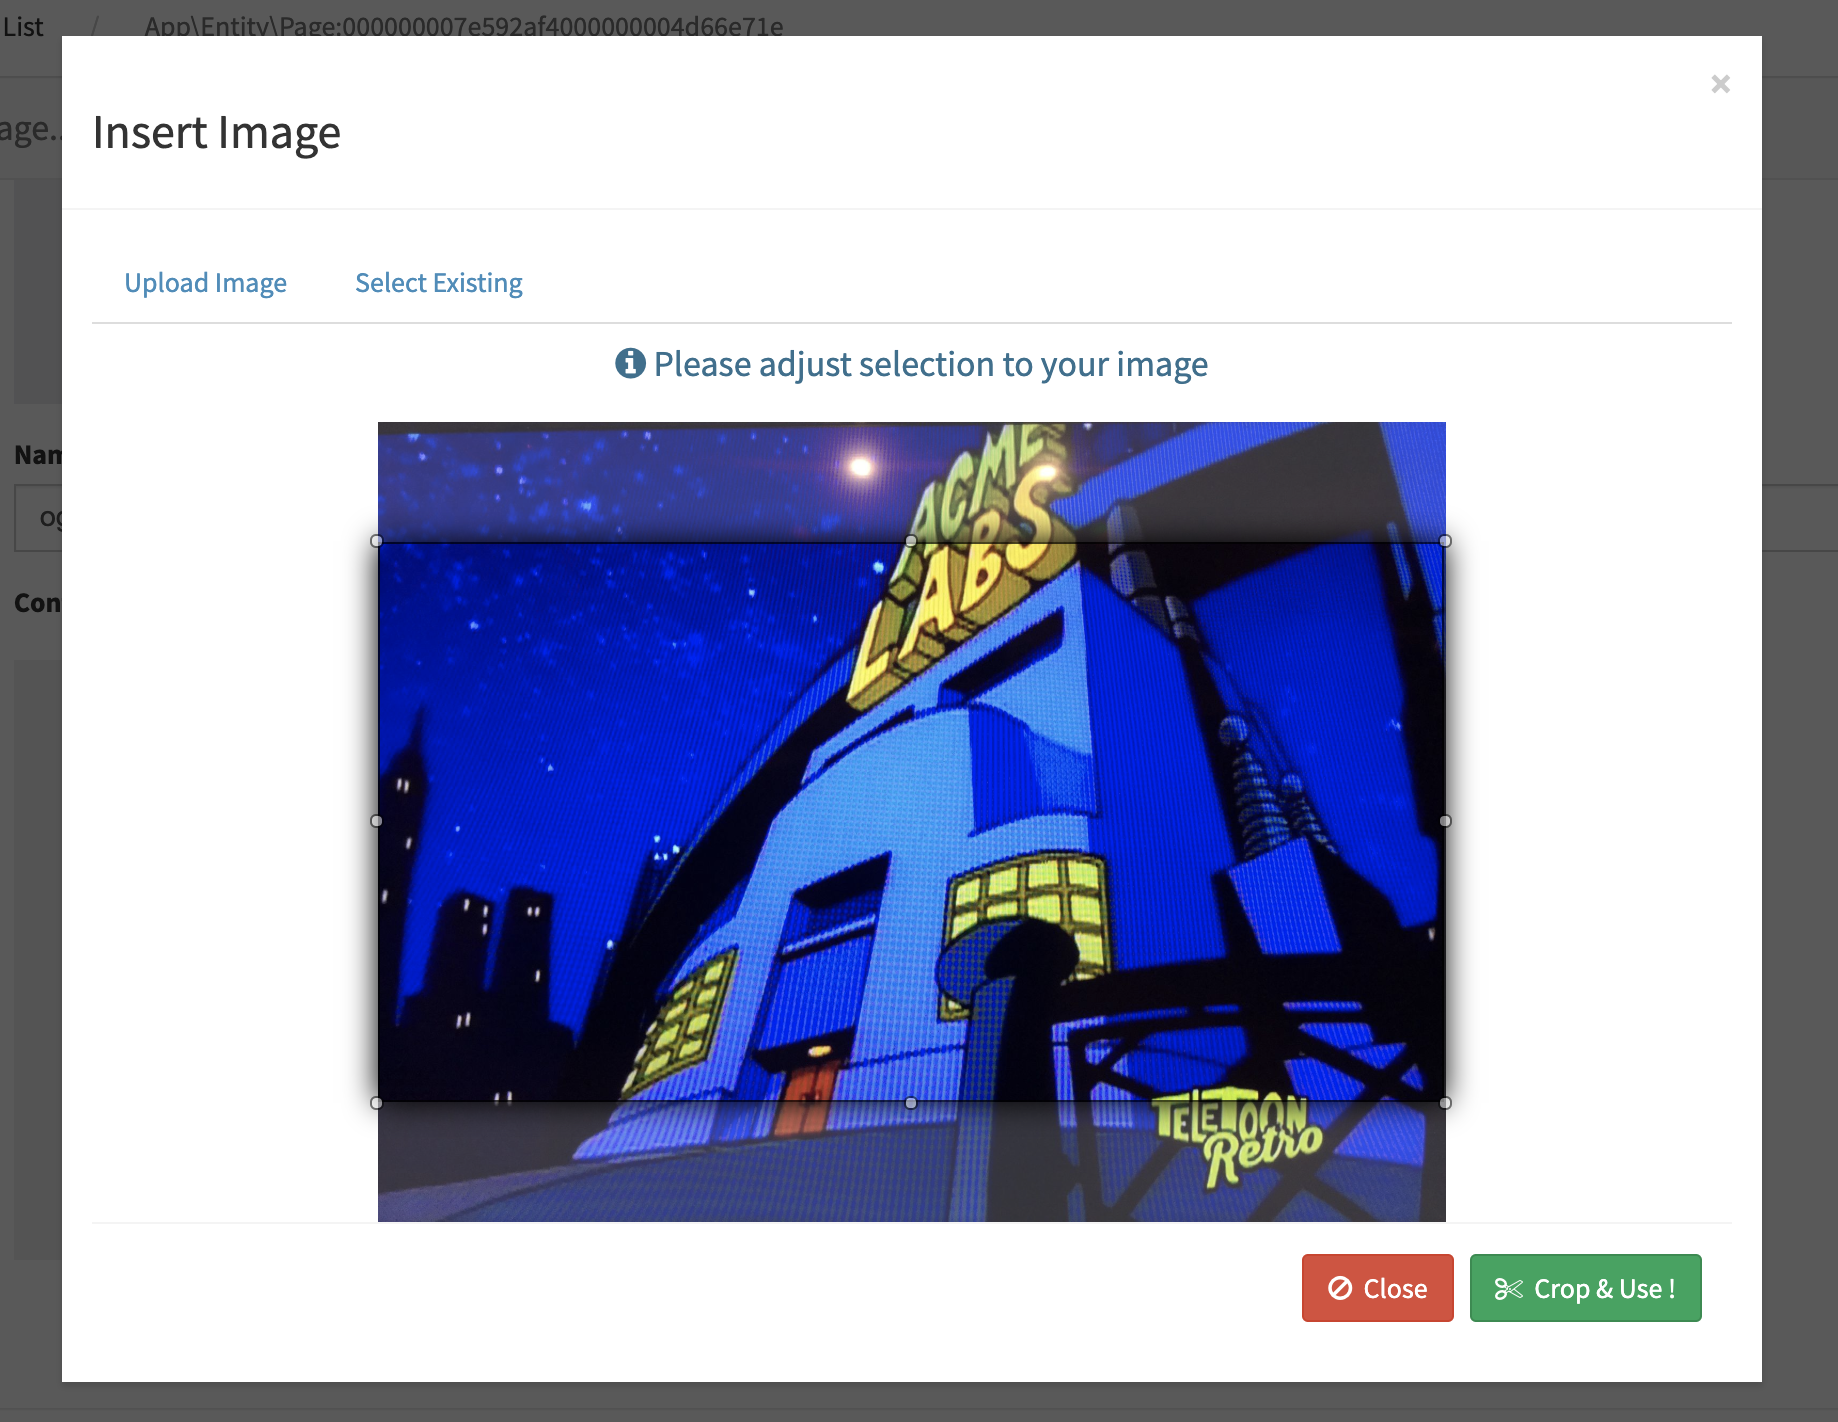 List / App\Entity\Page:000000007e592af4000000004d66e71e
×
age..
Insert Image
Upload Image Select Existing
Please adjust selection to your image
ACME
LABS
Nam
og
Con
TELETOON
Retro
Close Crop & Use !